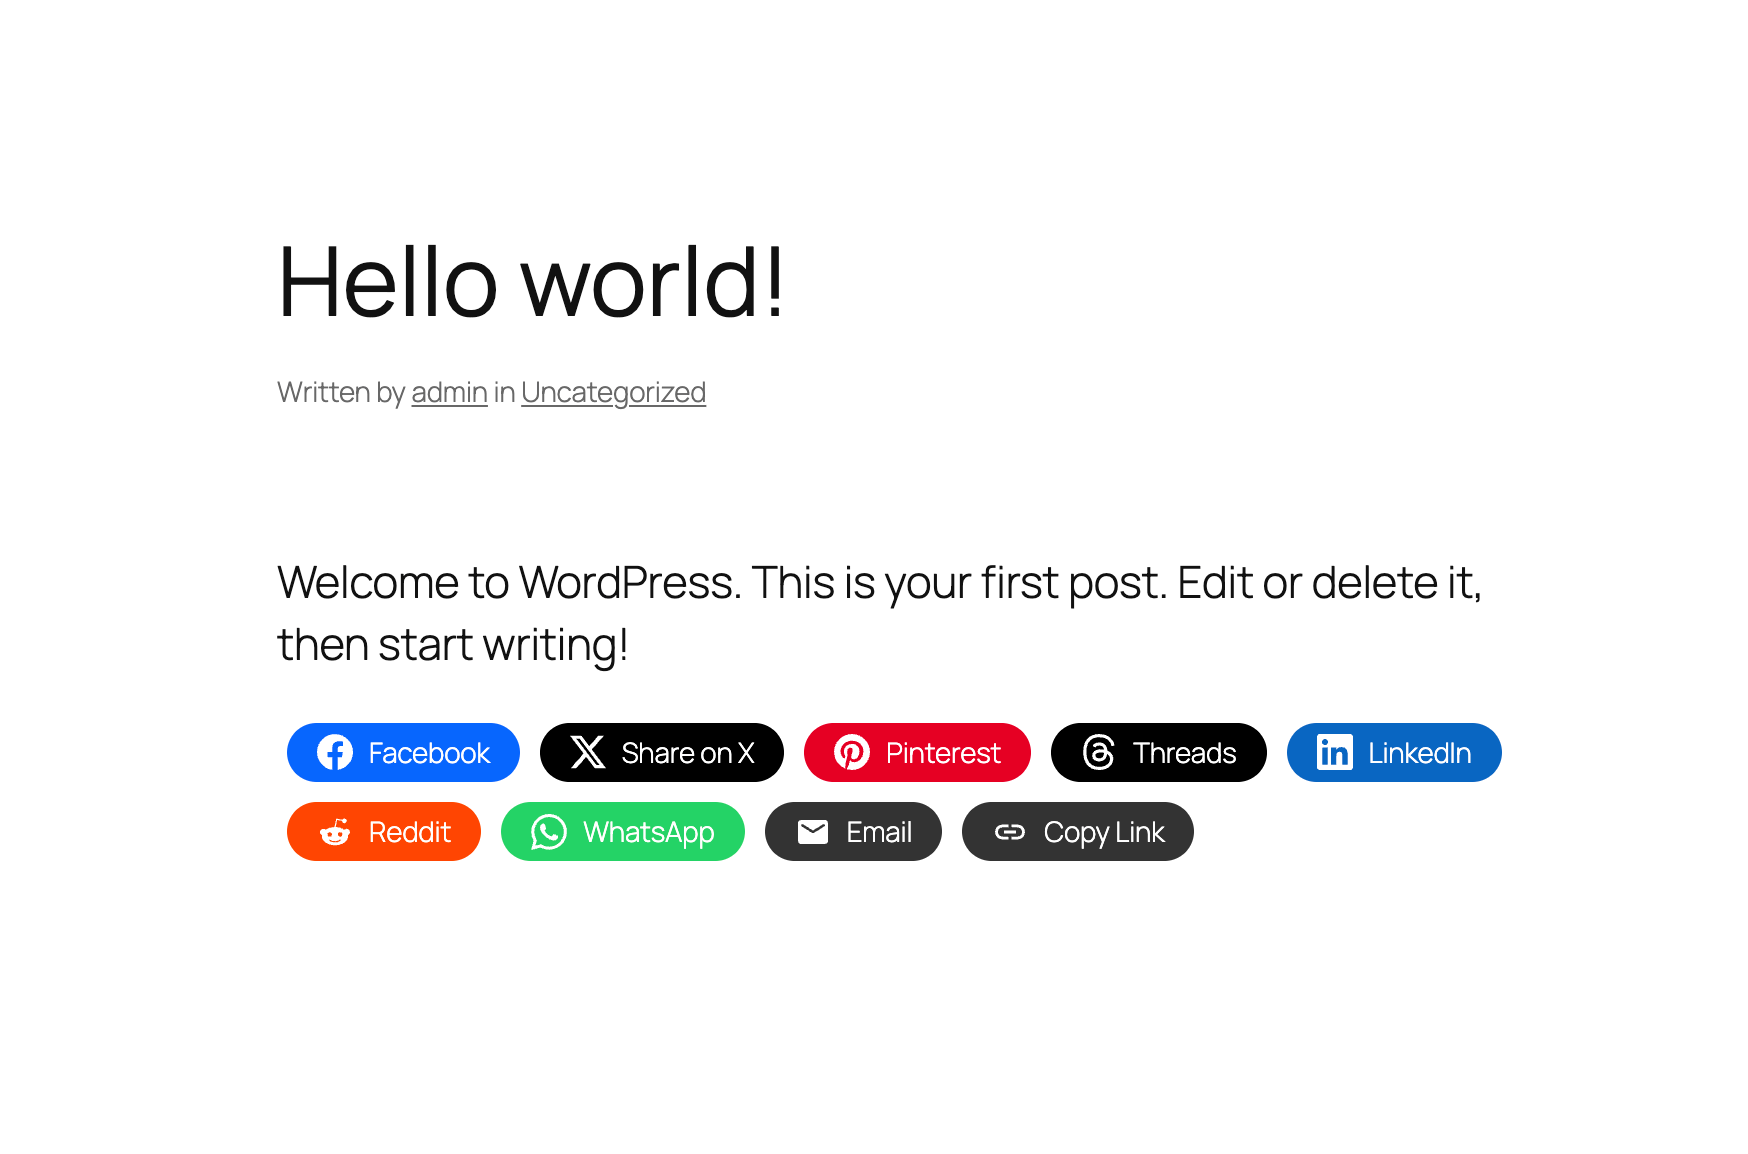 Hello world!
Written by admin in Uncategorized
Welcome to WordPress. This is your first post. Edit or delete it,
then start writing!
Facebook Share on X Pinterest Threads LinkedIn
Reddit WhatsApp Email Copy Link